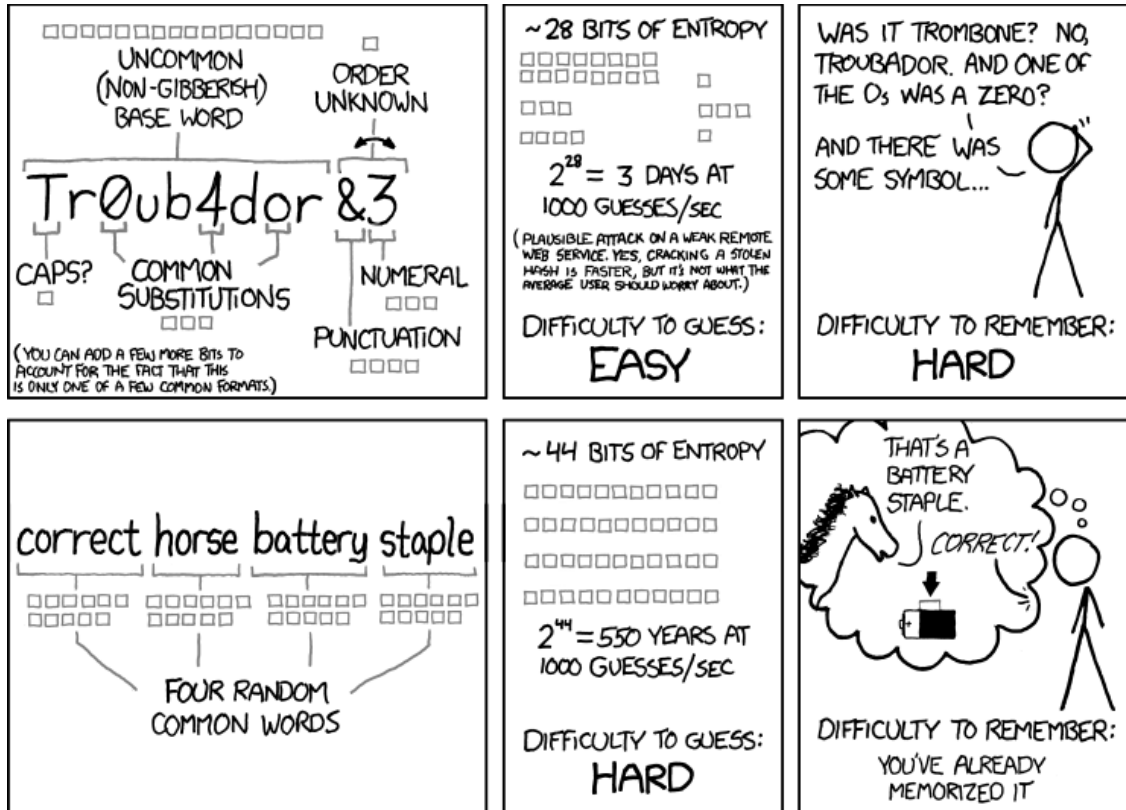 UNCOMMON
(NON-GIBBERISH)
BASE WORD
ORDER
UNKNOWN
Tr0ub4dor &3
CAPS?
COMMON
SUBSTITUTIONS
NUMERAL
PUNCTUATION
(YOU CAN ADD A FEW MORE BITS TO
ACCOUNT FOR THE FACT THAT THIS
IS ONLY ONE OF A FEW COMMON FORMATS.)
~28 BITS OF ENTROPY
2^28 = 3 DAYS AT
1000 GUESSES/SEC
(PLAUSIBLE ATTACK ON A WEAK REMOTE
WEB SERVICE. YES, CRACKING A STOLEN
HASH IS FASTER, BUT IT'S NOT WHAT THE
AVERAGE USER SHOULD WORRY ABOUT.)
DIFFICULTY TO GUESS:
EASY
WAS IT TROMBONE? NO,
TROUBADOR. AND ONE OF
THE Os WAS A ZERO?
AND THERE WAS
SOME SYMBOL...
DIFFICULTY TO REMEMBER:
HARD
correct horse battery staple
FOUR RANDOM
COMMON WORDS
~44 BITS OF ENTROPY
2^44 = 550 YEARS AT
1000 GUESSES/SEC
DIFFICULTY TO GUESS:
HARD
THAT'S A
BATTERY
STAPLE.
CORRECT!
DIFFICULTY TO REMEMBER:
YOU'VE ALREADY
MEMORIZED IT